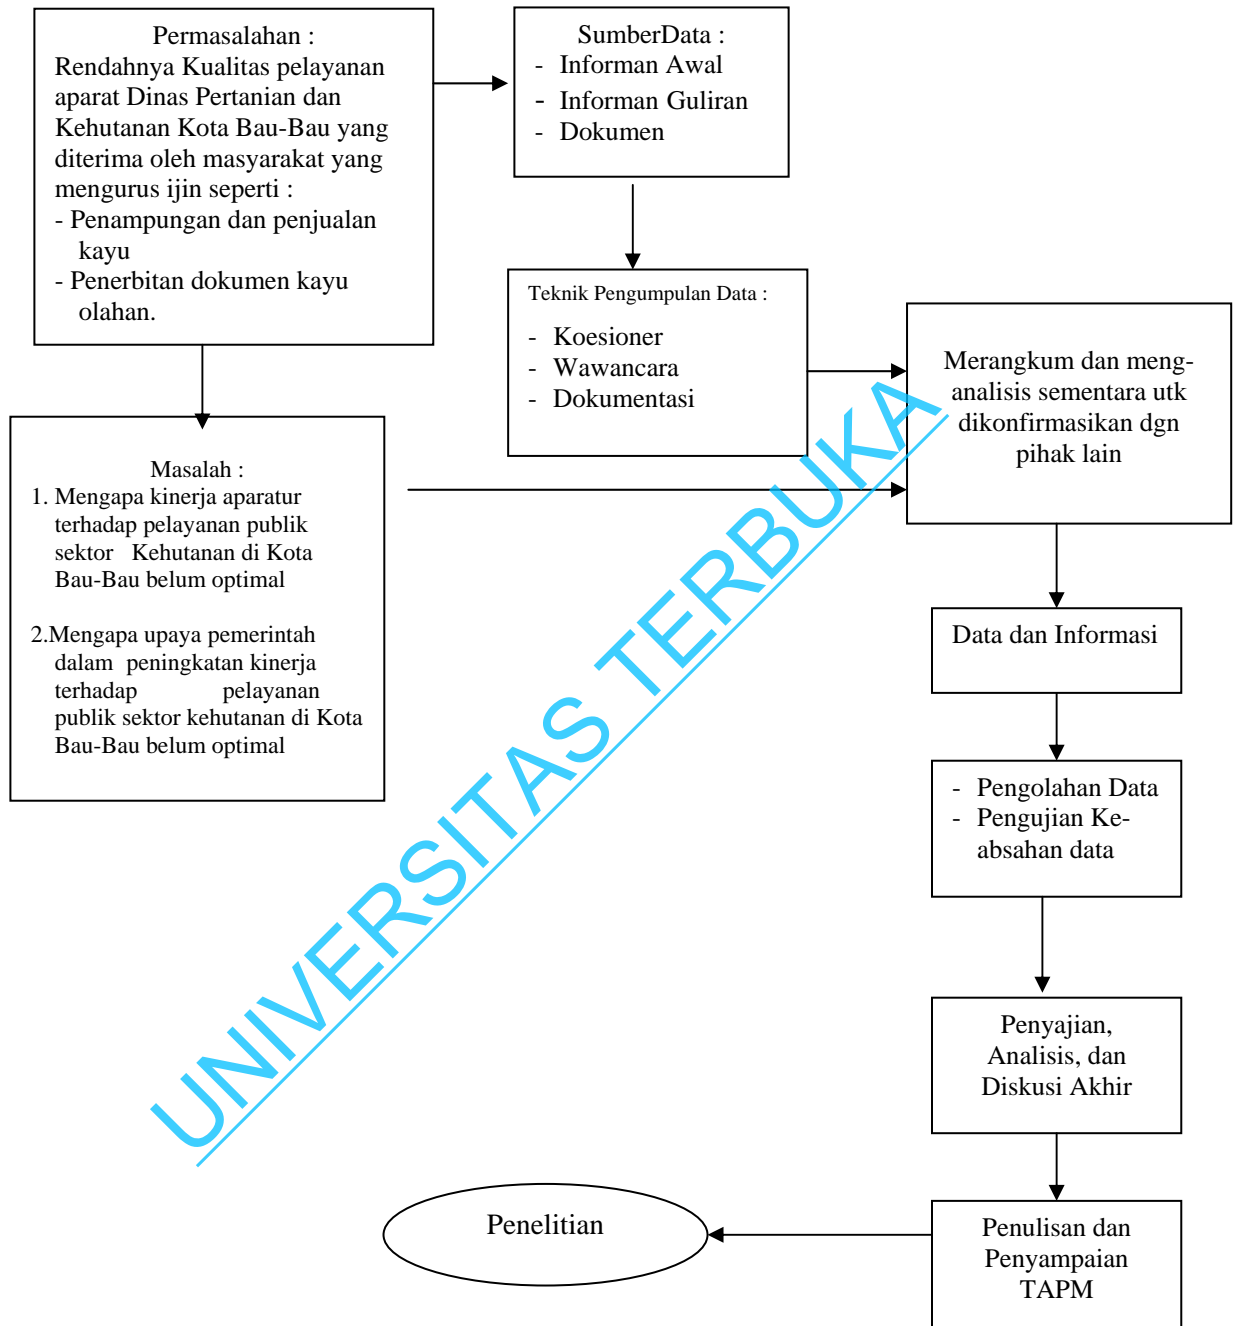 Permasalahan :
Rendahnya Kualitas pelayanan
aparat Dinas Pertanian dan
Kehutanan Kota Bau-Bau yang
diterima oleh masyarakat yang
mengurus ijin seperti :
- Penampungan dan penjualan
kayu
- Penerbitan dokumen kayu
olahan.
SumberData :
- Informan Awal
- Informan Guliran
- Dokumen
Teknik Pengumpulan Data :
- Koesioner
- Wawancara
- Dokumentasi
Merangkum dan meng-
analisis sementara utk
dikonfirmasikan dgn
pihak lain
Masalah :
1. Mengapa kinerja aparatur
terhadap pelayanan publik
sektor Kehutanan di Kota
Bau-Bau belum optimal
2.Mengapa upaya pemerintah
dalam peningkatan kinerja
terhadap pelayanan
publik sektor kehutanan di Kota
Bau-Bau belum optimal
Data dan Informasi
- Pengolahan Data
- Pengujian Ke-
absahan data
Penyajian,
Analisis, dan
Diskusi Akhir
Penulisan dan
Penyampaian
TAPM
Penelitian
UNIVERSITAS TERBUKA